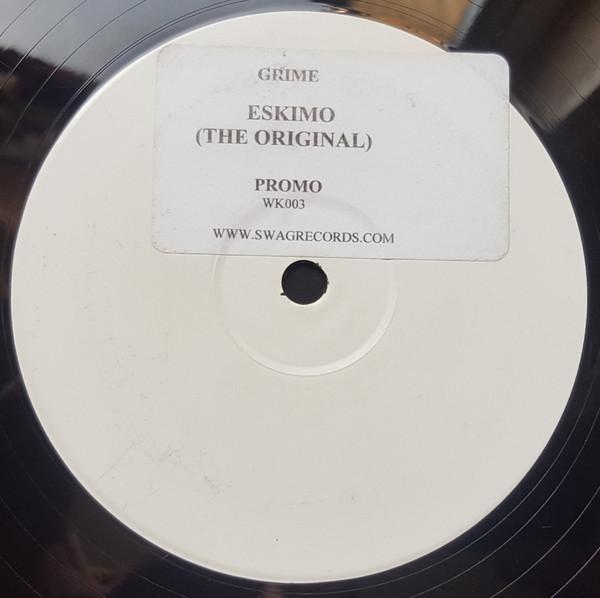 GRIME
ESKIMO
(THE ORIGINAL)
PROMO
WK003
WWW.SWAGRECORDS.COM